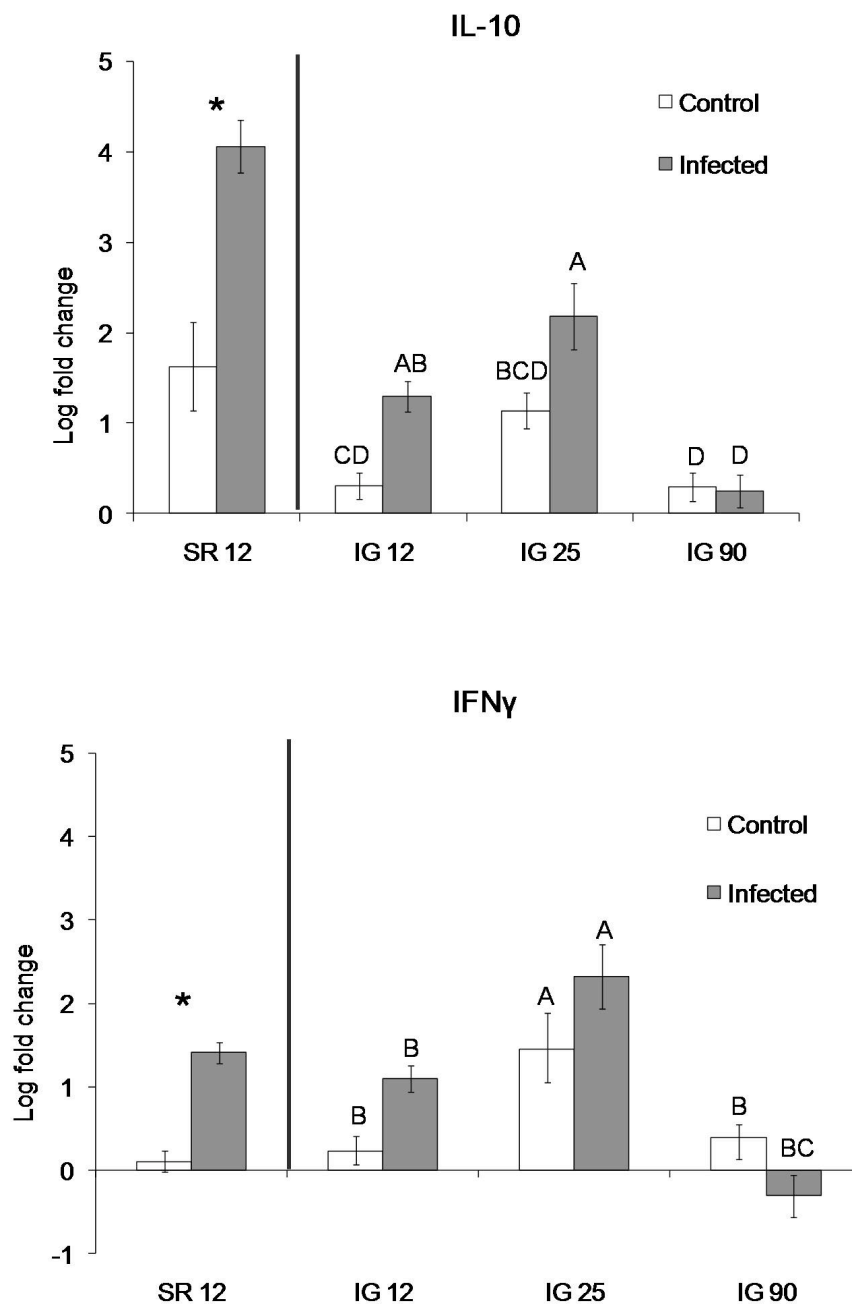 IL-10
5
4
3
2
1
0
Log fold change
*
Control
Infected
CD
AB
BCD
A
D
D
SR 12 IG 12 IG 25 IG 90
IFNγ
5
4
3
2
1
0
-1
Log fold change
*
Control
Infected
B
B
A
A
B
BC
SR 12 IG 12 IG 25 IG 90